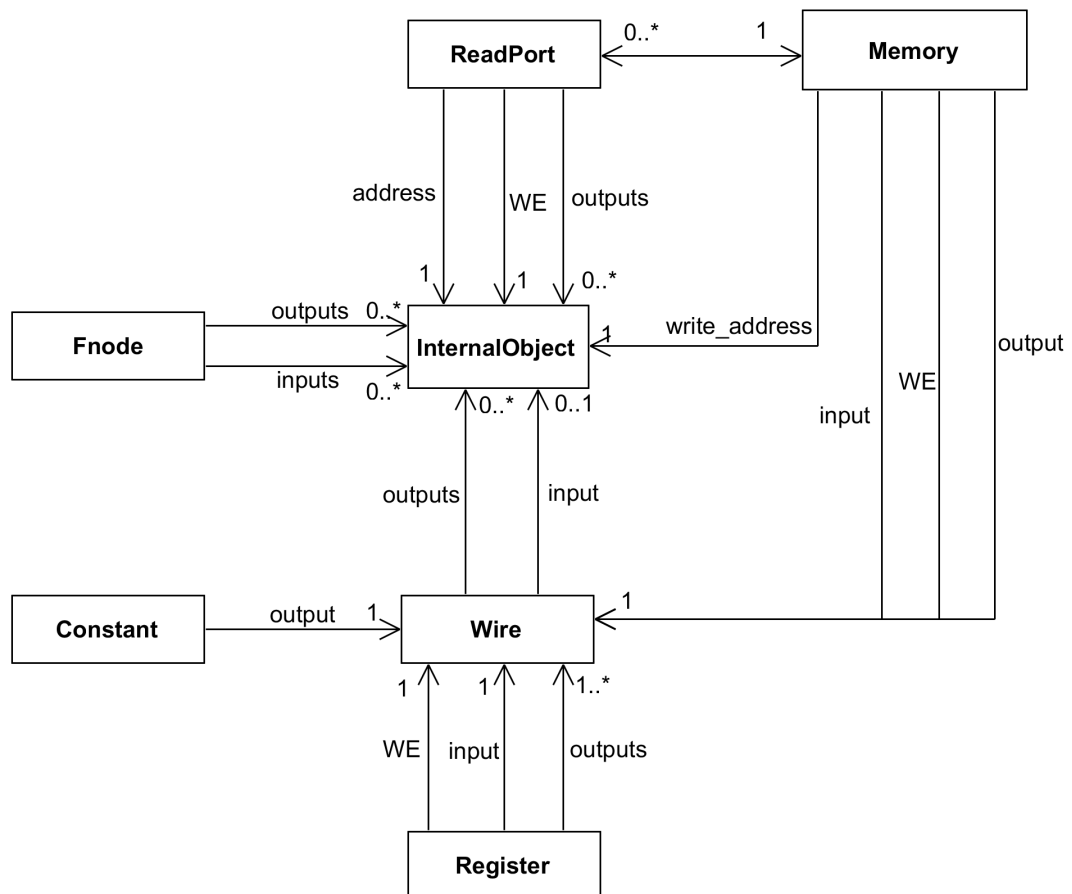 ReadPort
0..*
1
Memory
address
WE
outputs
1
1
0..*
Fnode
outputs
0..*
inputs
0..*
InternalObject
1
write_address
input
WE
output
0..*
0..1
outputs
input
Constant
output
1
Wire
1
1
1
1..*
WE
input
outputs
Register